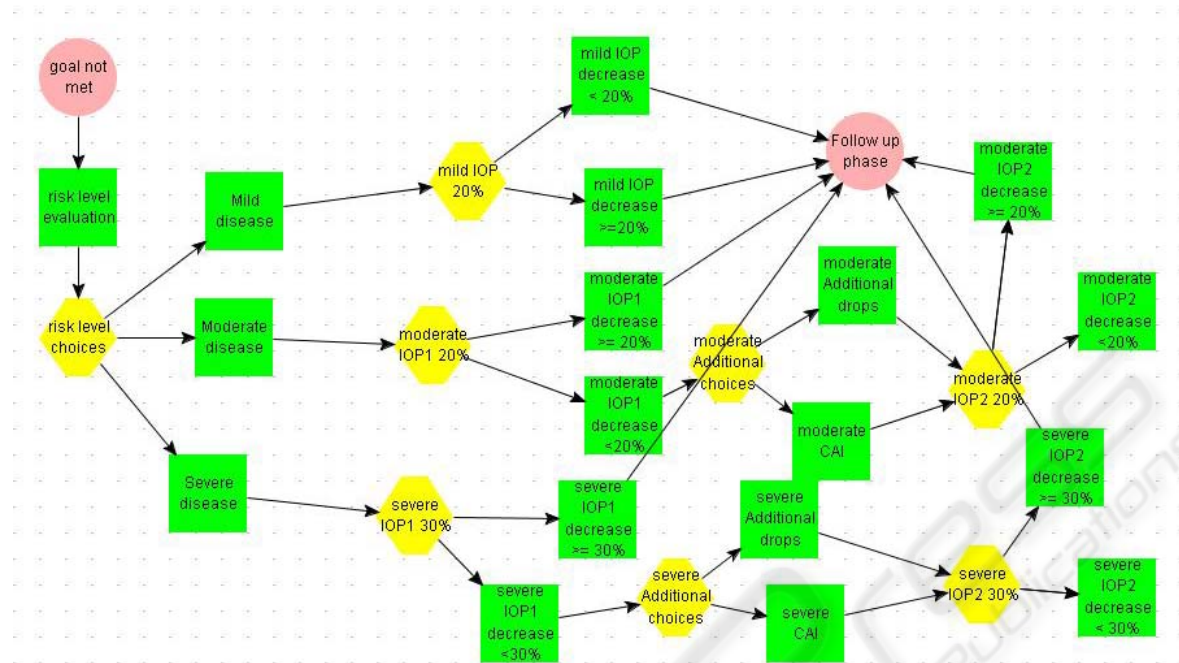 goal not
met
risk level
evaluation
risk level
choices
Mild
disease
Moderate
disease
Severe
disease
mild IOP
20%
mild IOP
decrease
< 20%
mild IOP
decrease
>=20%
moderate
IOP1 20%
moderate
IOP1
decrease
>= 20%
moderate
IOP1
decrease
<20%
severe
IOP1 30%
severe
IOP1
decrease
>= 30%
severe
IOP1
decrease
<30%
moderate
Additional
choices
moderate
Additional
drops
moderate
CAI
severe
Additional
choices
severe
Additional
drops
severe
CAI
Follow up
phase
moderate
IOP2 20%
moderate
IOP2
decrease
>= 20%
moderate
IOP2
decrease
<20%
severe
IOP2 30%
severe
IOP2
decrease
>= 30%
severe
IOP2
decrease
< 30%